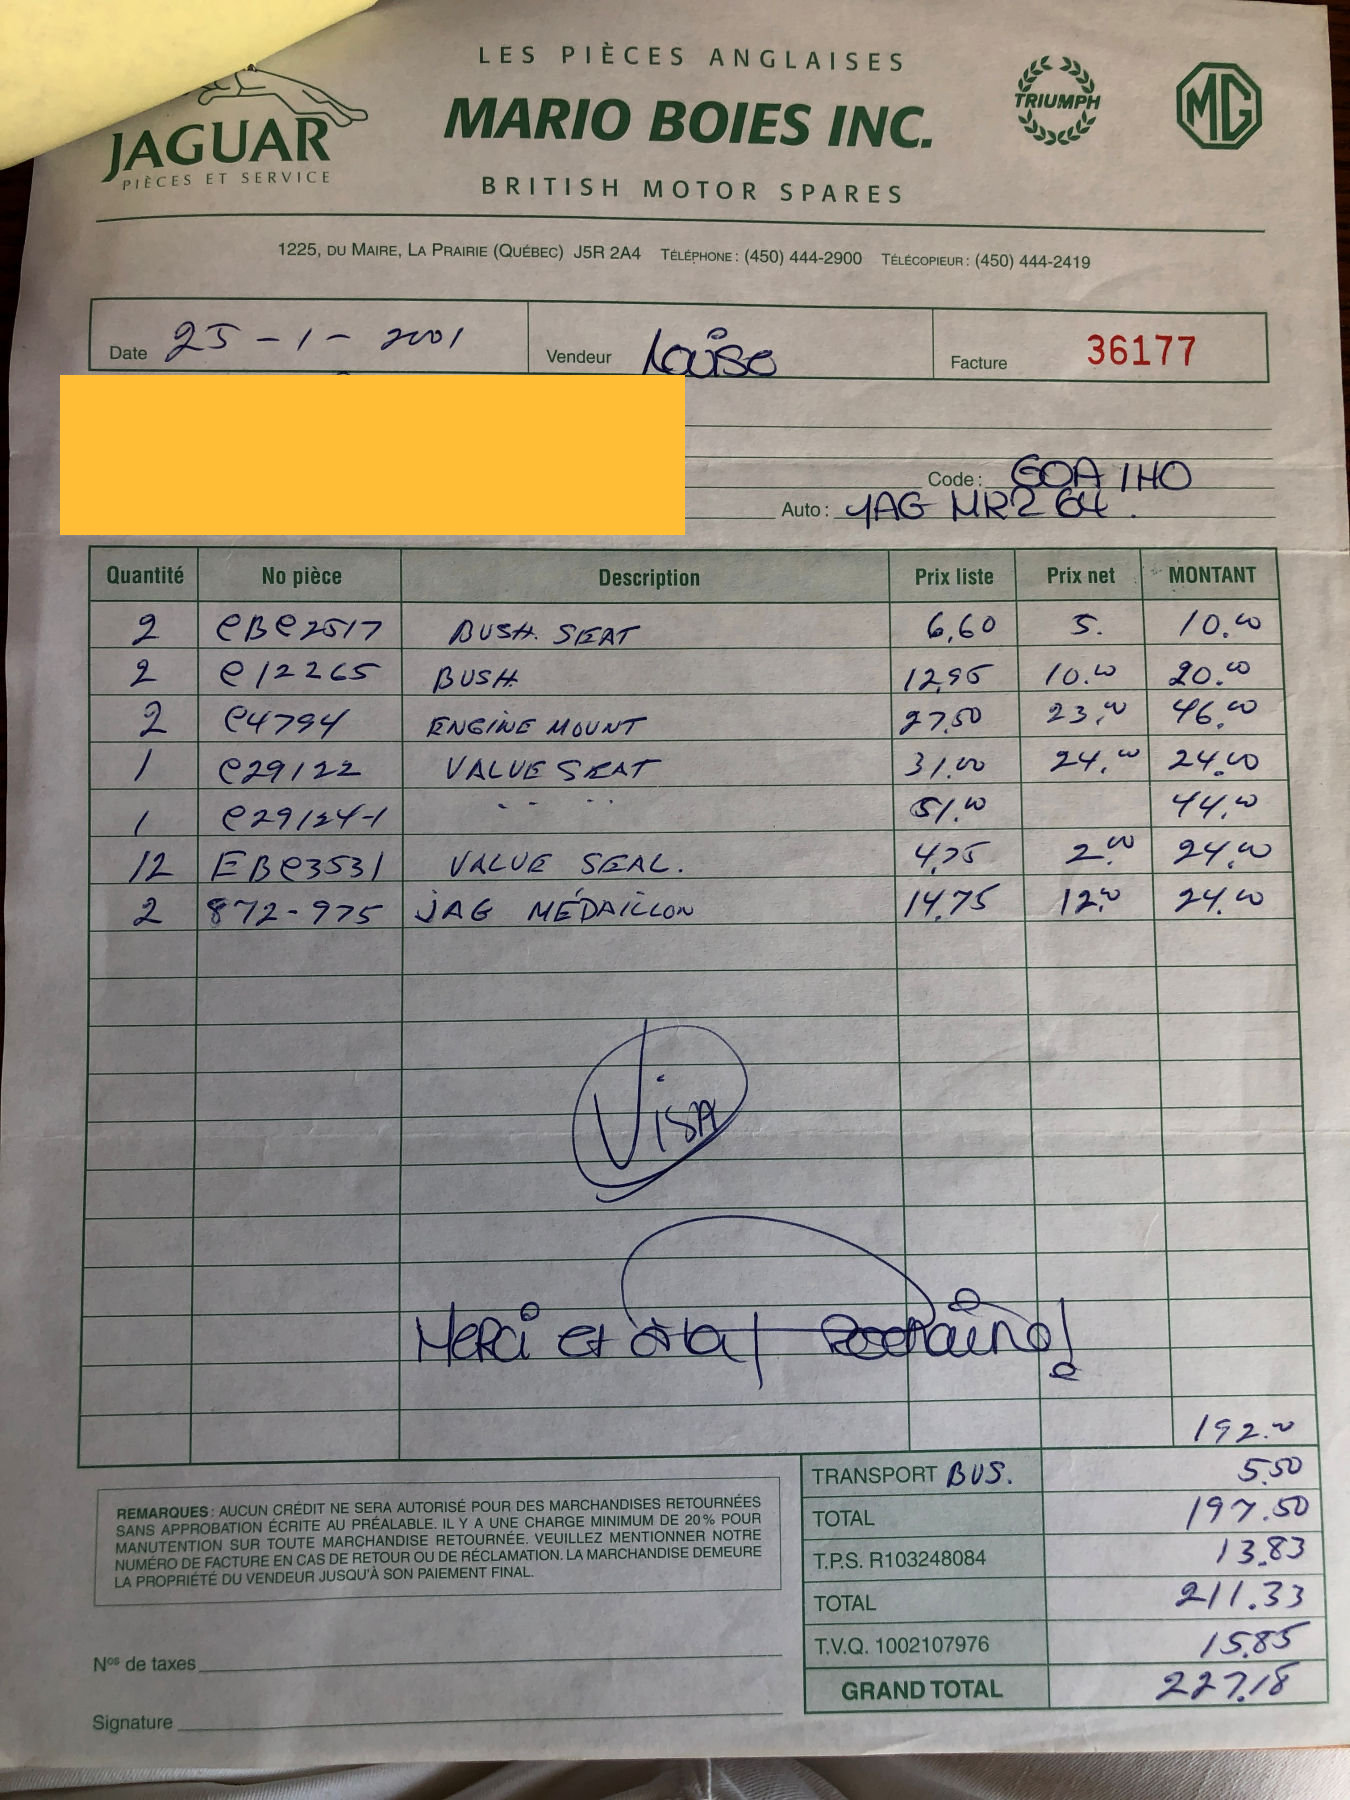 LES PIÈCES ANGLAISES
JAGUAR
PIÈCES ET SERVICE
MARIO BOIES INC.
TRIUMPH
MG
BRITISH MOTOR SPARES
1225, DU MAIRE, LA PRAIRIE (QUÉBEC) J5R 2A4 TÉLÉPHONE : (450) 444-2900 TÉLÉCOPIEUR : (450) 444-2419
Date 25-1-2001 Vendeur Louise Facture 36177
Code : GOA 1HO
Auto : JAG MR2 64.
Quantité No pièce Description Prix liste Prix net MONTANT
2 CBC2517 BUSH. SEAT 6,60 5. 10.00
2 C12265 BUSH 12,95 10.00 20.00
2 C4794 ENGINE MOUNT 27,50 23,00 46.00
1 C29122 VALUE SEAT 31.00 24.00 24.00
1 C29124-1 " " 51.00 44.00
12 EBC3531 VALUE SEAL. 4,75 2.00 24.00
2 872-975 JAG MÉDAILLON 14,75 12.00 24.00
Visa
Merci et à la Prochaine!
192.00
TRANSPORT BUS. 5.50
TOTAL 197.50
T.P.S. R103248084 13.83
TOTAL 211.33
T.V.Q. 1002107976 15.85
GRAND TOTAL 227.18
REMARQUES : AUCUN CRÉDIT NE SERA AUTORISÉ POUR DES MARCHANDISES RETOURNÉES
SANS APPROBATION ÉCRITE AU PRÉALABLE. IL Y A UNE CHARGE MINIMUM DE 20% POUR
MANUTENTION SUR TOUTE MARCHANDISE RETOURNÉE. VEUILLEZ MENTIONNER NOTRE
NUMÉRO DE FACTURE EN CAS DE RETOUR OU DE RÉCLAMATION. LA MARCHANDISE DEMEURE
LA PROPRIÉTÉ DU VENDEUR JUSQU'À SON PAIEMENT FINAL.
Nos de taxes
Signature